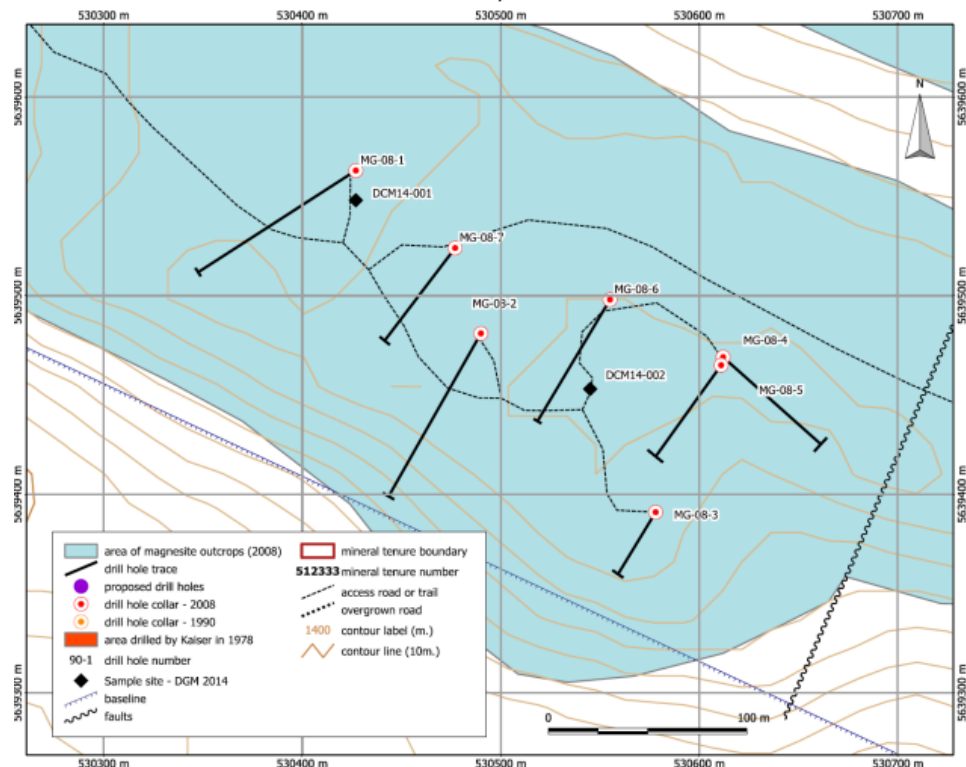 530300 m 530400 m 530500 m 530600 m 530700 m
5639600 m 5639600 m
N
MG-08-1
DCM14-001
MG-08-7
5639500 m 5639500 m
MG-08-6
MG-08-2
MG-08-4
DCM14-002
MG-08-5
5639400 m 5639400 m
MG-08-3
area of magnesite outcrops (2008)
drill hole trace
proposed drill holes
drill hole collar - 2008
drill hole collar - 1990
area drilled by Kaiser in 1978
90-1 drill hole number
Sample site - DGM 2014
baseline
faults
mineral tenure boundary
512333 mineral tenure number
access road or trail
overgrown road
1400 contour label (m.)
contour line (10m.)
5639300 m 5639300 m
0 100 m
530300 m 530400 m 530500 m 530600 m 530700 m